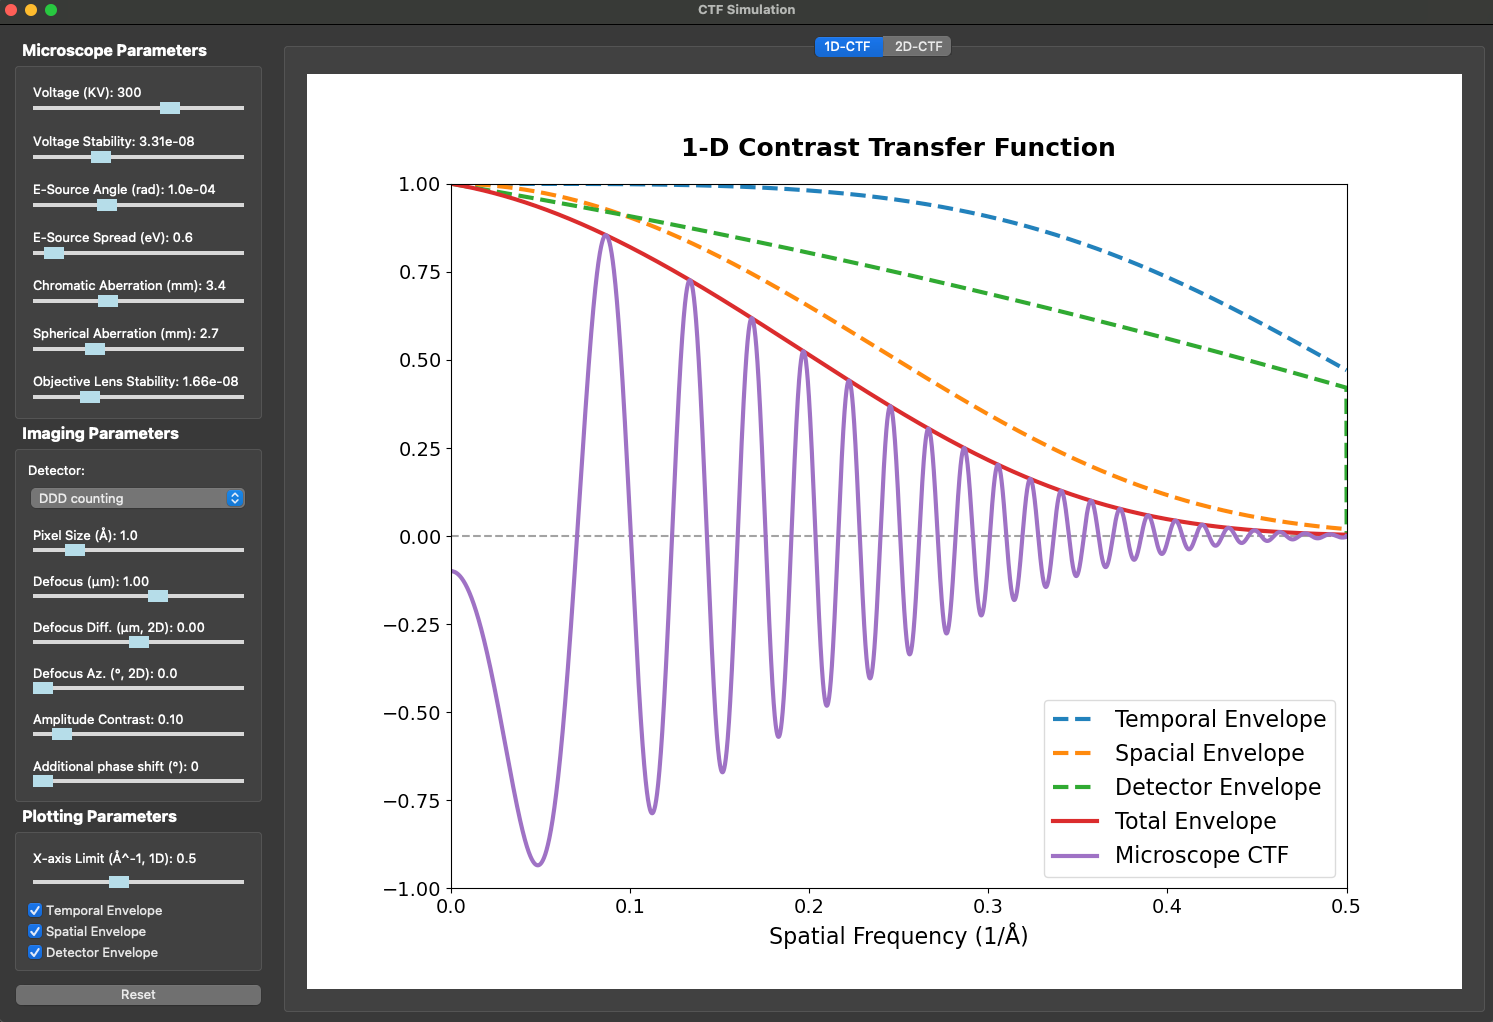 CTF Simulation
Microscope Parameters
Voltage (KV): 300
Voltage Stability: 3.31e-08
E-Source Angle (rad): 1.0e-04
E-Source Spread (eV): 0.6
Chromatic Aberration (mm): 3.4
Spherical Aberration (mm): 2.7
Objective Lens Stability: 1.66e-08
Imaging Parameters
Detector:
DDD counting
Pixel Size (Å): 1.0
Defocus (µm): 1.00
Defocus Diff. (µm, 2D): 0.00
Defocus Az. (°, 2D): 0.0
Amplitude Contrast: 0.10
Additional phase shift (°): 0
Plotting Parameters
X-axis Limit (Å^-1, 1D): 0.5
Temporal Envelope
Spatial Envelope
Detector Envelope
Reset
1D-CTF 2D-CTF
1-D Contrast Transfer Function
1.00
0.75
0.50
0.25
0.00
−0.25
−0.50
−0.75
−1.00
0.0 0.1 0.2 0.3 0.4 0.5
Spatial Frequency (1/Å)
Temporal Envelope
Spacial Envelope
Detector Envelope
Total Envelope
Microscope CTF